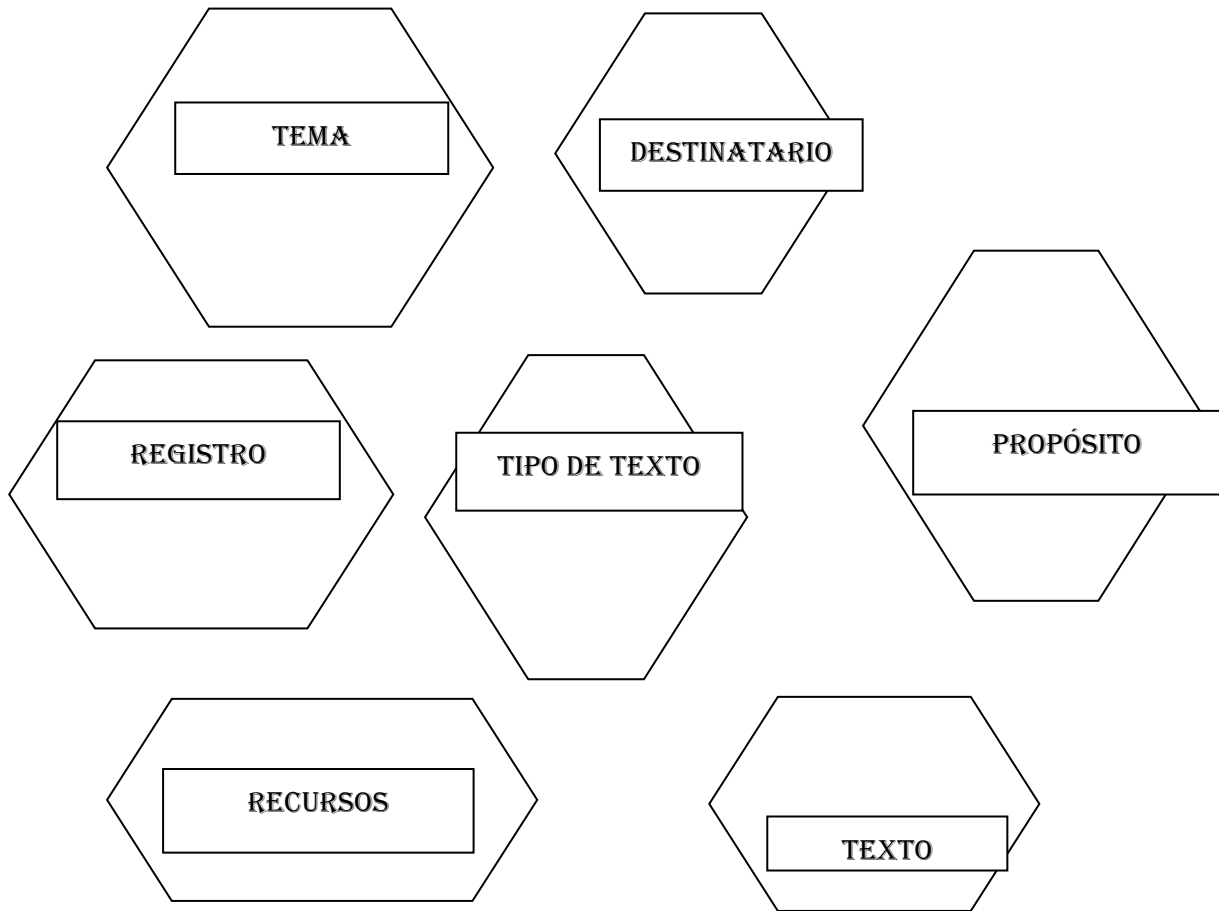 TEMA
DESTINATARIO
PROPÓSITO
REGISTRO
TIPO DE TEXTO
RECURSOS
TEXTO